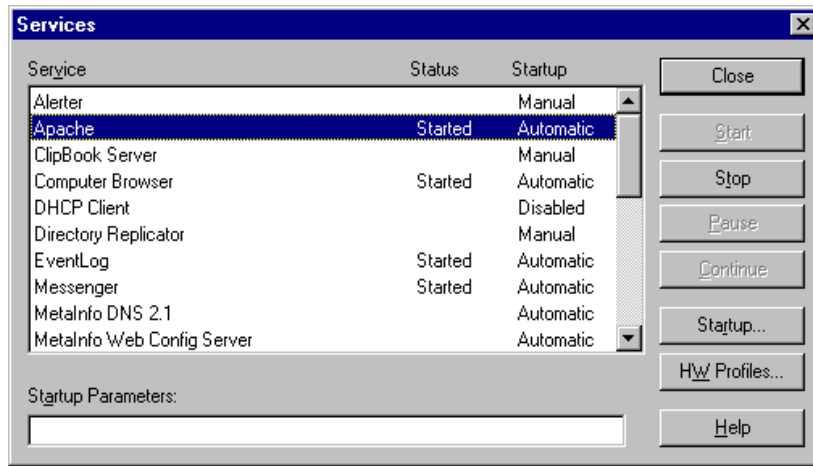 Services
Service Status Startup
Alerter Manual
Apache Started Automatic
ClipBook Server Manual
Computer Browser Started Automatic
DHCP Client Disabled
Directory Replicator Manual
EventLog Started Automatic
Messenger Started Automatic
MetaInfo DNS 2.1 Automatic
MetaInfo Web Config Server Automatic
Startup Parameters:
Close
Start
Stop
Pause
Continue
Startup...
HW Profiles...
Help